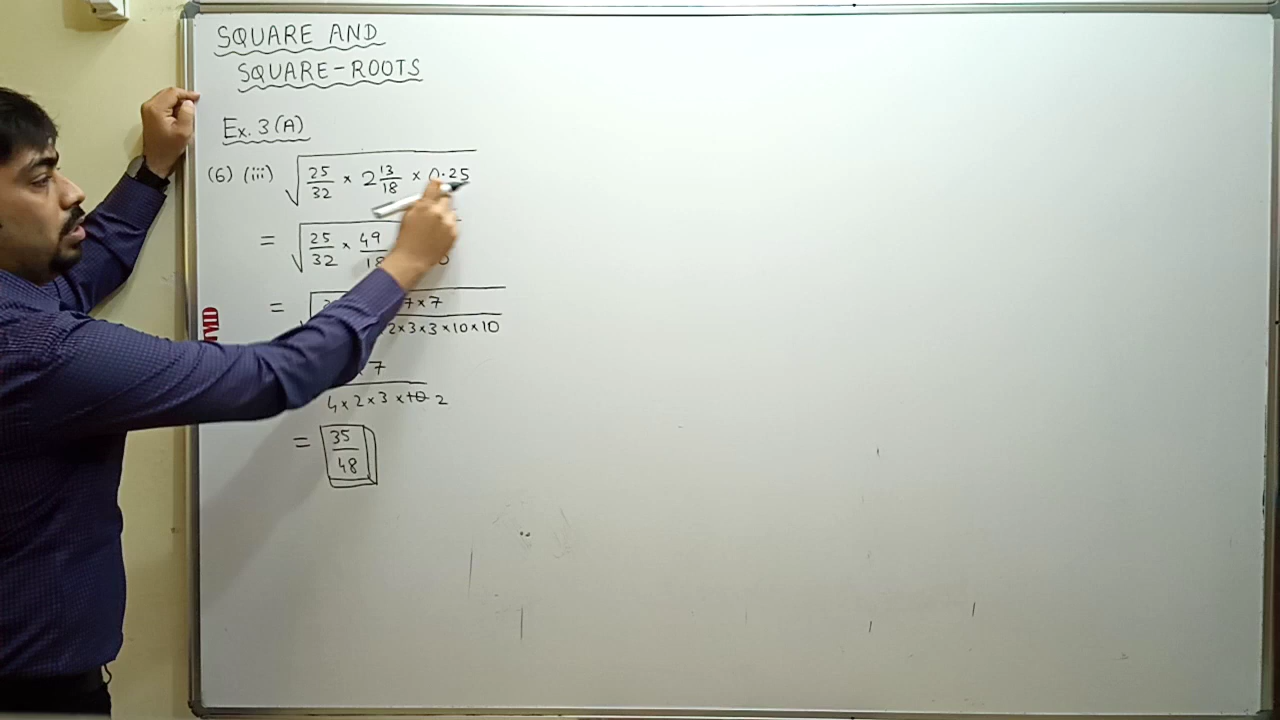 SQUARE AND
SQUARE-ROOTS
Ex. 3(A)
(6) (iii) √ 25/32 × 2 13/18 × 0.25
= √ 25/32 × 49/18
= 7 × 7
2×3×3×10×10
7
4×2×3×10 2
= 35/48